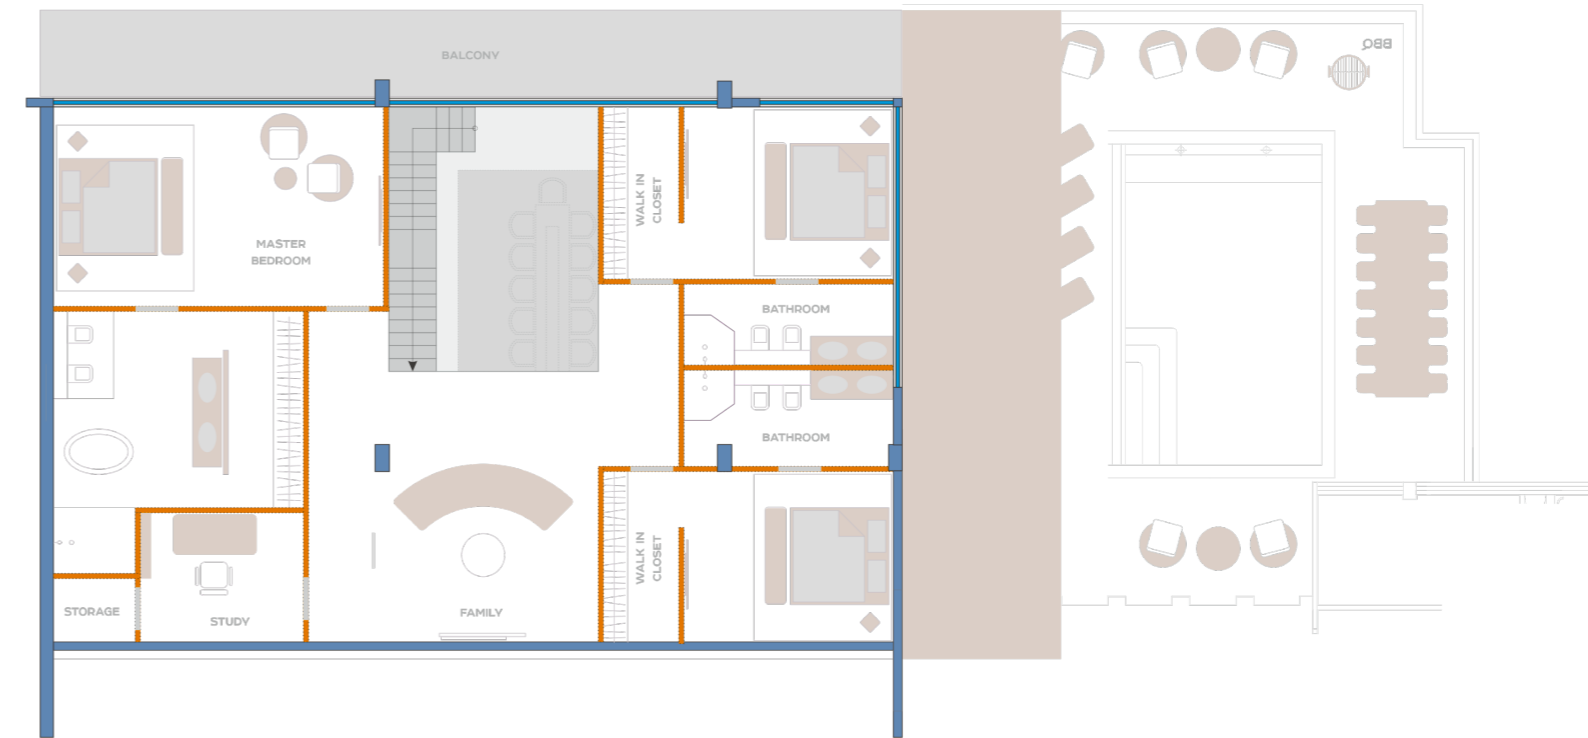 BALCONY
BBQ
WALK IN
CLOSET
MASTER
BEDROOM
BATHROOM
BATHROOM
WALK IN
CLOSET
STORAGE
STUDY
FAMILY